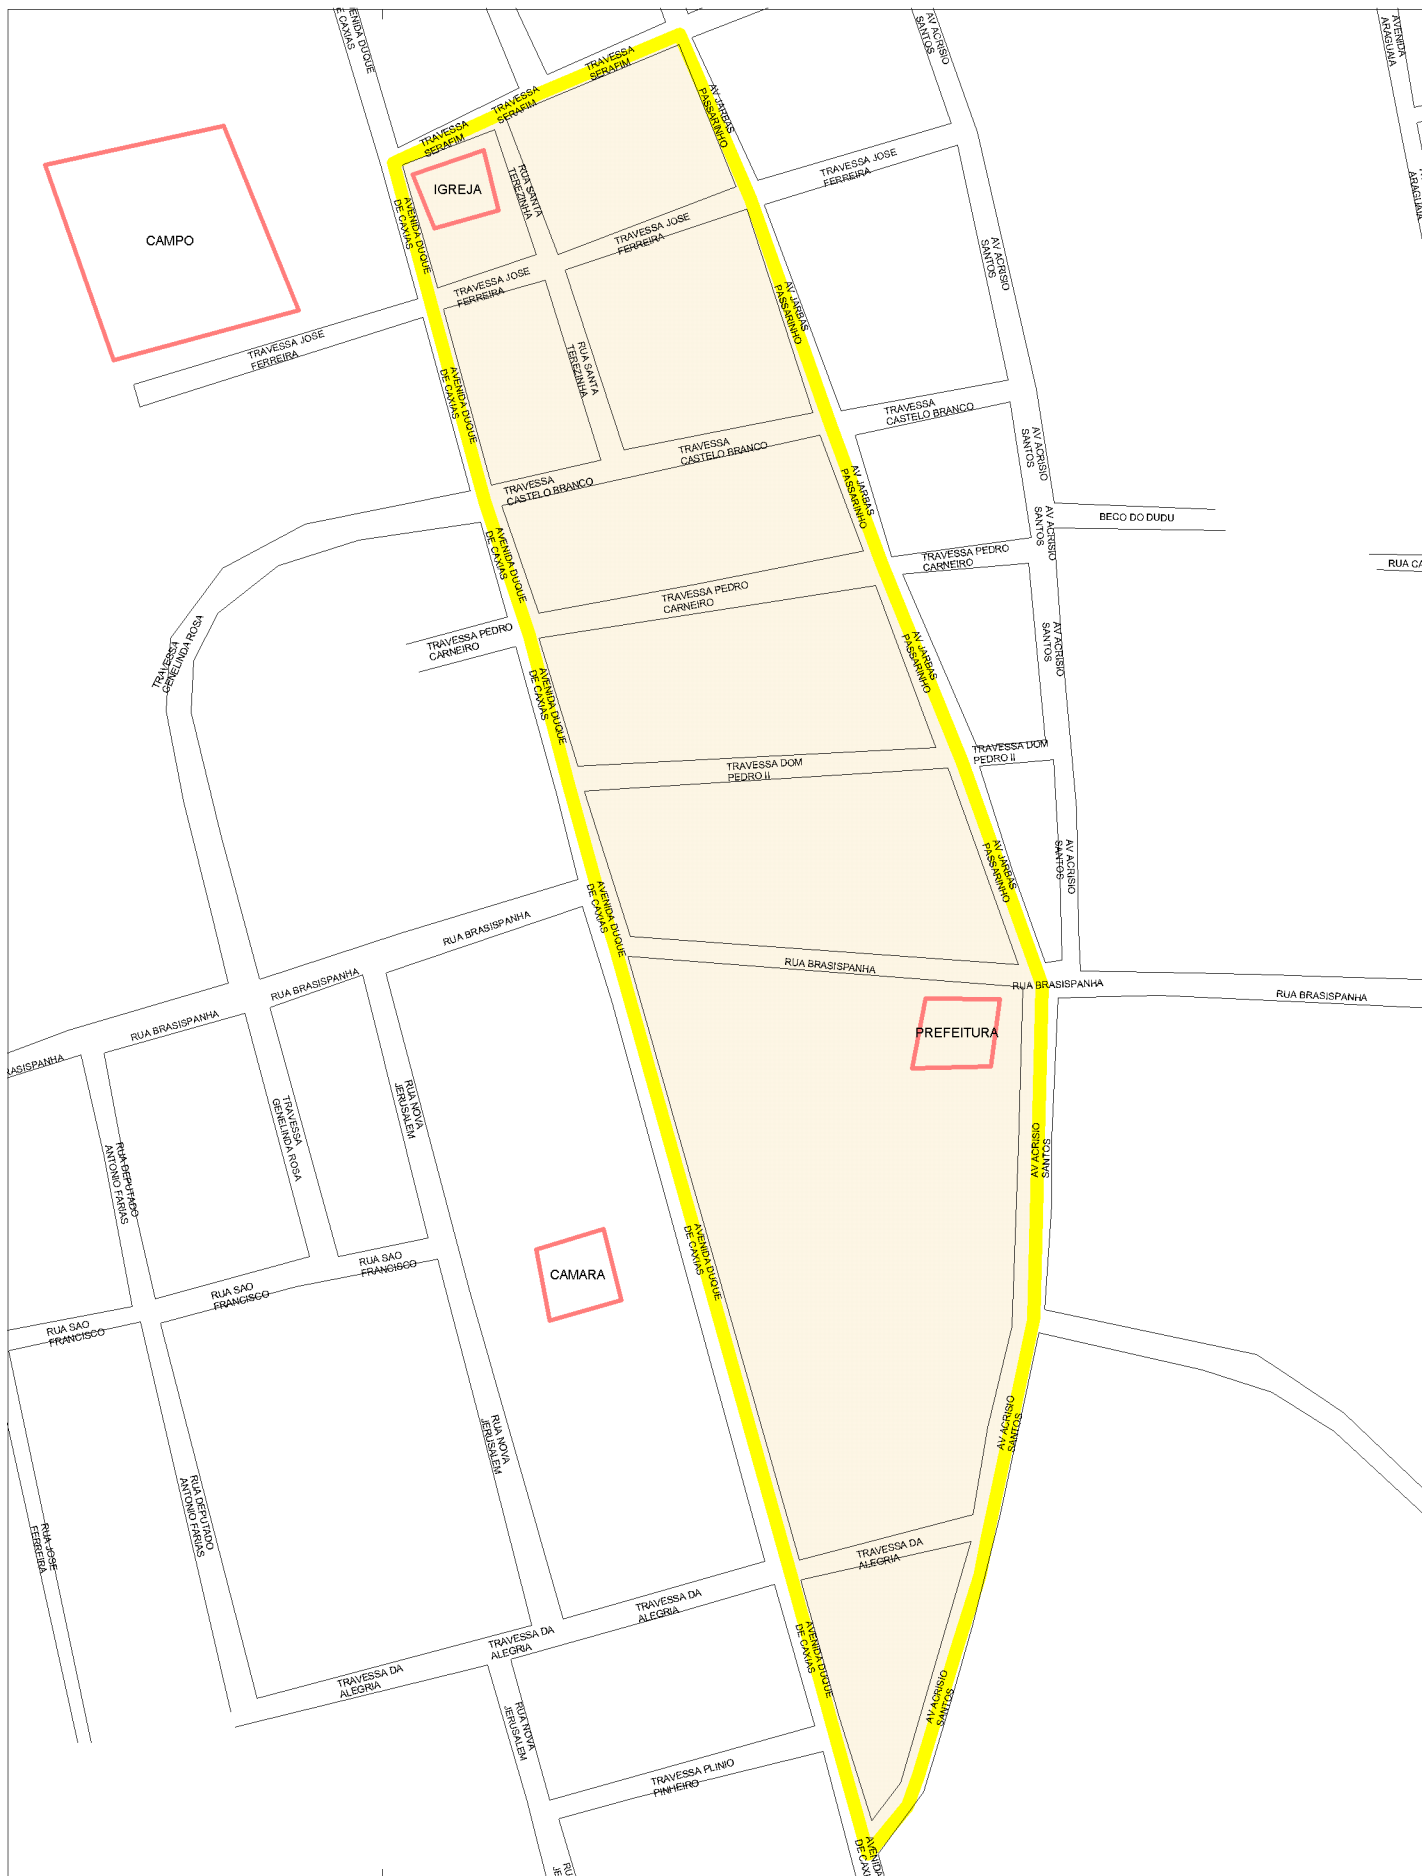 AVENIDA DUQUE
DE CAXIAS
AV ACRISIO
SANTOS
AVENIDA
ARAGUAIA
TRAVESSA
SERAFIM
TRAVESSA
SERAFIM
TRAVESSA
SERAFIM
AV JARBAS
PASSARINHO
TRAVESSA JOSE
FERREIRA
ARAGUAIA
IGREJA
RUA SANTA
TEREZINHA
CAMPO
AVENIDA DUQUE
DE CAXIAS
TRAVESSA JOSE
FERREIRA
AV ACRISIO
SANTOS
TRAVESSA JOSE
FERREIRA
AV JARBAS
PASSARINHO
TRAVESSA JOSE
FERREIRA
RUA SANTA
TEREZINHA
AVENIDA DUQUE
DE CAXIAS
TRAVESSA
CASTELO BRANCO
TRAVESSA
CASTELO BRANCO
AV ACRISIO
SANTOS
TRAVESSA
CASTELO BRANCO
AV JARBAS
PASSARINHO
BECO DO DUDU
AV ACRISIO
SANTOS
AVENIDA DUQUE
DE CAXIAS
TRAVESSA PEDRO
CARNEIRO
RUA CA
TRAVESSA PEDRO
CARNEIRO
TRAVESSA PEDRO
CARNEIRO
TRAVESSA
GENELINDA ROSA
AV ACRISIO
SANTOS
AV JARBAS
PASSARINHO
AVENIDA DUQUE
DE CAXIAS
TRAVESSA DOM
PEDRO II
TRAVESSA DOM
PEDRO II
AV JARBAS
PASSARINHO
AV ACRISIO
SANTOS
AVENIDA DUQUE
DE CAXIAS
RUA BRASISPANHA
RUA BRASISPANHA
RUA BRASISPANHA
RUA BRASISPANHA
RUA BRASISPANHA
RUA BRASISPANHA
RASISPANHA
PREFEITURA
RUA NOVA
JERUSALEM
TRAVESSA
GENELINDA ROSA
RUA DEPUTADO
ANTONIO FARIAS
AV ACRISIO
SANTOS
AVENIDA DUQUE
DE CAXIAS
RUA SAO
FRANCISCO
CAMARA
RUA SAO
FRANCISCO
RUA SAO
FRANCISCO
AV ACRISIO
SANTOS
RUA NOVA
JERUSALEM
RUA DEPUTADO
ANTONIO FARIAS
RUA JOSE
FERREIRA
TRAVESSA DA
ALEGRIA
TRAVESSA DA
ALEGRIA
TRAVESSA DA
ALEGRIA
TRAVESSA DA
ALEGRIA
AVENIDA DUQUE
DE CAXIAS
AV ACRISIO
SANTOS
RUA NOVA
JERUSALEM
TRAVESSA PLINIO
PINHEIRO
AVENIDA
DE CAXIA
RU
JE